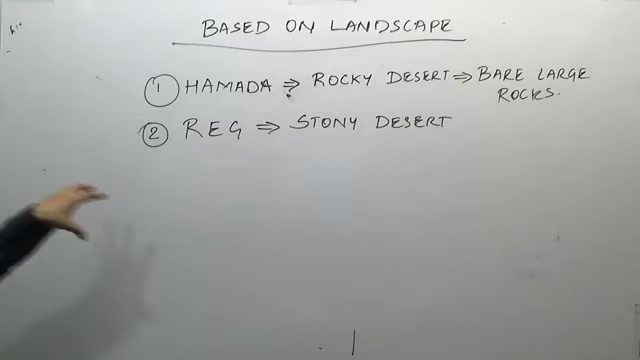 BASED ON LANDSCAPE
1 HAMADA ⇒ ROCKY DESERT ⇒ BARE LARGE
ROCKS.
2 REG ⇒ STONY DESERT